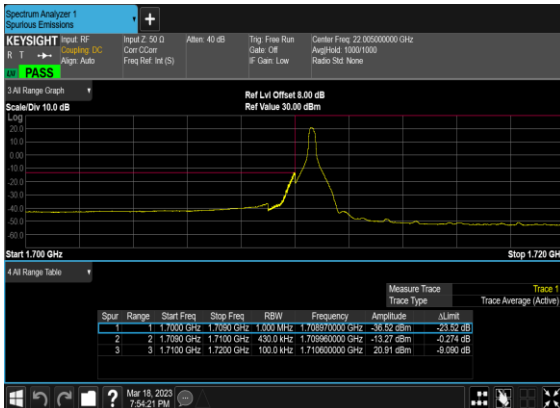 Spectrum Analyzer 1
Spurious Emissions
+
KEYSIGHT
R T
LXI
PASS
Input: RF
Coupling: DC
Align: Auto
Input Z: 50 Ω
Corr CCorr
Freq Ref: Int (S)
Atten: 40 dB
Trig: Free Run
Gate: Off
IF Gain: Low
Center Freq: 22.005000000 GHz
Avg|Hold: 1000/1000
Radio Std: None
3 All Range Graph
Scale/Div 10.0 dB
Ref Lvl Offset 8.00 dB
Ref Value 30.00 dBm
Log
20.0
10.0
0.00
-10.0
-20.0
-30.0
-40.0
-50.0
-60.0
Start 1.700 GHz
Stop 1.720 GH
4 All Range Table
Measure Trace Trace 1
Trace Type Trace Average (Active)
Spur Range Start Freq Stop Freq RBW Frequency Amplitude ΔLimit
1 1 1.7000 GHz 1.7090 GHz 1.000 MHz 1.708970000 GHz -36.52 dBm -23.52 dB
2 2 1.7090 GHz 1.7100 GHz 430.0 kHz 1.709960000 GHz -13.27 dBm -0.274 dB
3 3 1.7100 GHz 1.7200 GHz 100.0 kHz 1.710600000 GHz 20.91 dBm -9.090 dB
?
Mar 18, 2023
7:54:21 PM